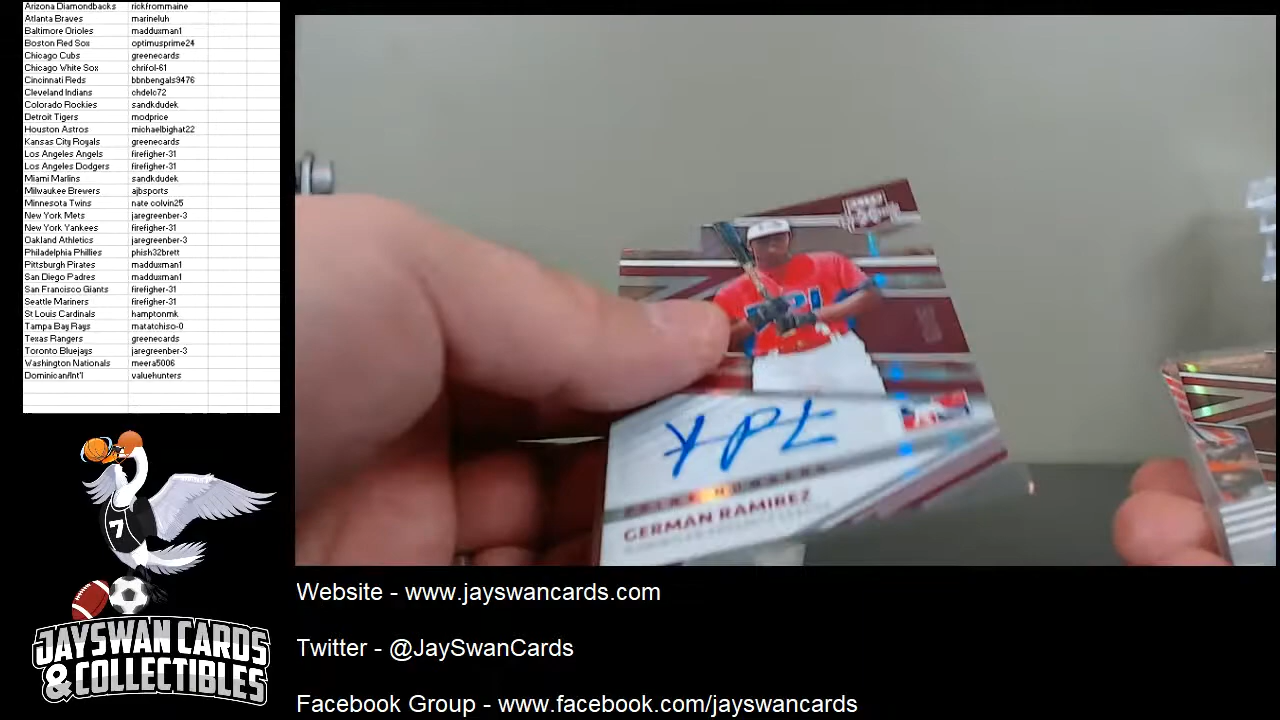 Arizona Diamondbacks rickfrommaine
Atlanta Braves marineluh
Baltimore Orioles madduxman1
Boston Red Sox optimusprime24
Chicago Cubs greenecards
Chicago White Sox chrifol-61
Cincinnati Reds bbnbengals9476
Cleveland Indians chdelc72
Colorado Rockies sandkdudek
Detroit Tigers modprice
Houston Astros michaelbighat22
Kansas City Royals greenecards
Los Angeles Angels firefigher-31
Los Angeles Dodgers firefigher-31
Miami Marlins sandkdudek
Milwaukee Brewers ajbsports
Minnesota Twins nate colvin25
New York Mets jaregreenber-3
New York Yankees firefigher-31
Oakland Athletics jaregreenber-3
Philadelphia Phillies phish32brett
Pittsburgh Pirates madduxman1
San Diego Padres madduxman1
San Francisco Giants firefigher-31
Seattle Mariners firefigher-31
St Louis Cardinals hamptonmk
Tampa Bay Rays matatchiso-0
Texas Rangers greenecards
Toronto Bluejays jaregreenber-3
Washington Nationals meera5006
Dominican/Int'l valuehunters
7
JAYSWAN CARDS
& COLLECTIBLES
GERMAN RAMIREZ
Website - www.jayswancards.com
Twitter - @JaySwanCards
Facebook Group - www.facebook.com/jayswancards